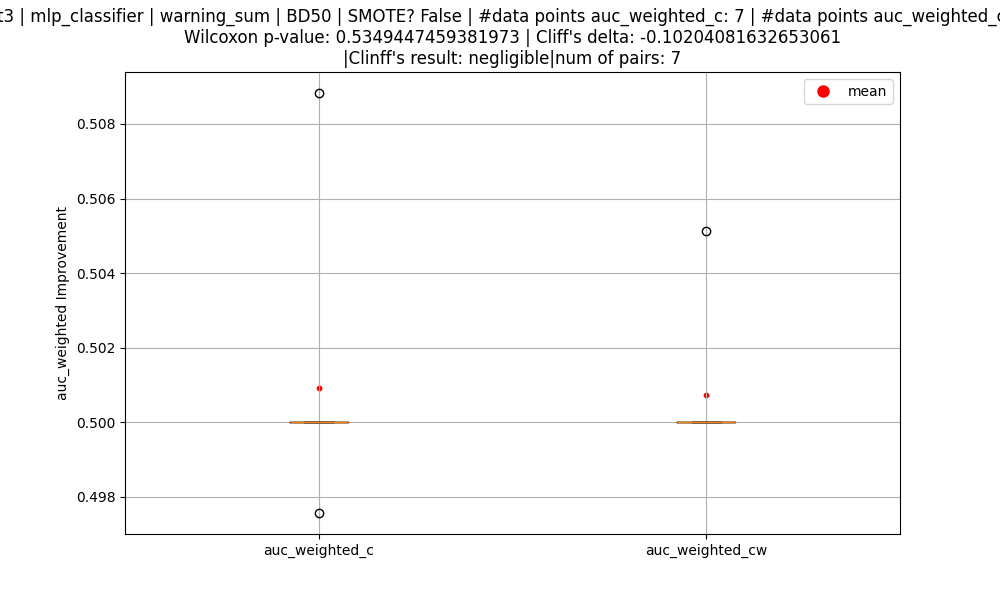 t3 | mlp_classifier | warning_sum | BD50 | SMOTE? False | #data points auc_weighted_c: 7 | #data points auc_weighted_c
Wilcoxon p-value: 0.5349447459381973 | Cliff's delta: -0.10204081632653061
|Clinff's result: negligible|num of pairs: 7
mean
0.508
0.506
0.504
0.502
0.500
0.498
auc_weighted Improvement
auc_weighted_c
auc_weighted_cw